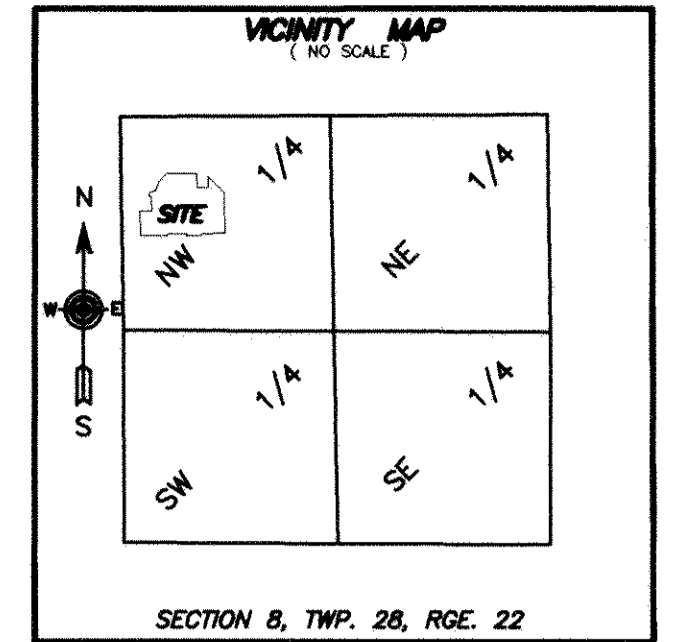 VICINITY MAP
( NO SCALE )
NW 1/4
NE 1/4
SITE
N
W E
S
SW 1/4
SE 1/4
SECTION 8, TWP. 28, RGE. 22